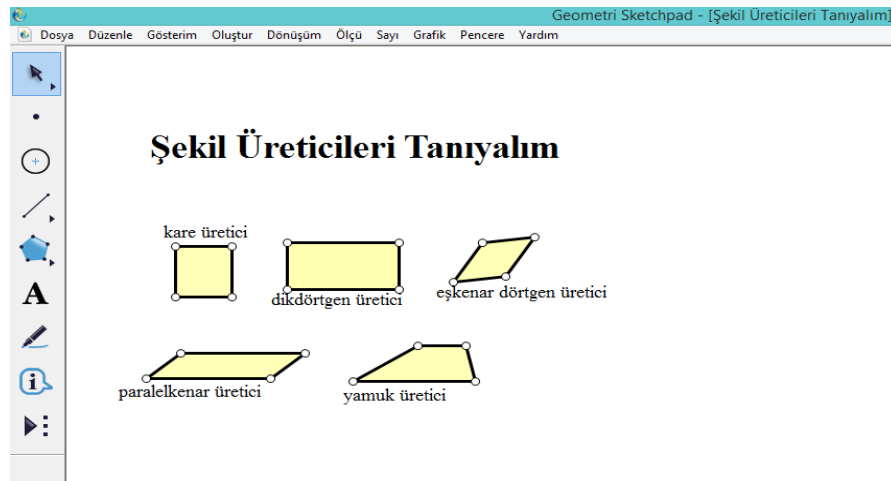 Geometri Sketchpad - [Şekil Üreticileri Tanıyalım]
Dosya Düzenle Gösterim Oluştur Dönüşüm Ölçü Sayı Grafik Pencere Yardım
Şekil Üreticileri Tanıyalım
kare üretici
dikdörtgen üretici
eşkenar dörtgen üretici
paralelkenar üretici
yamuk üretici
A
i